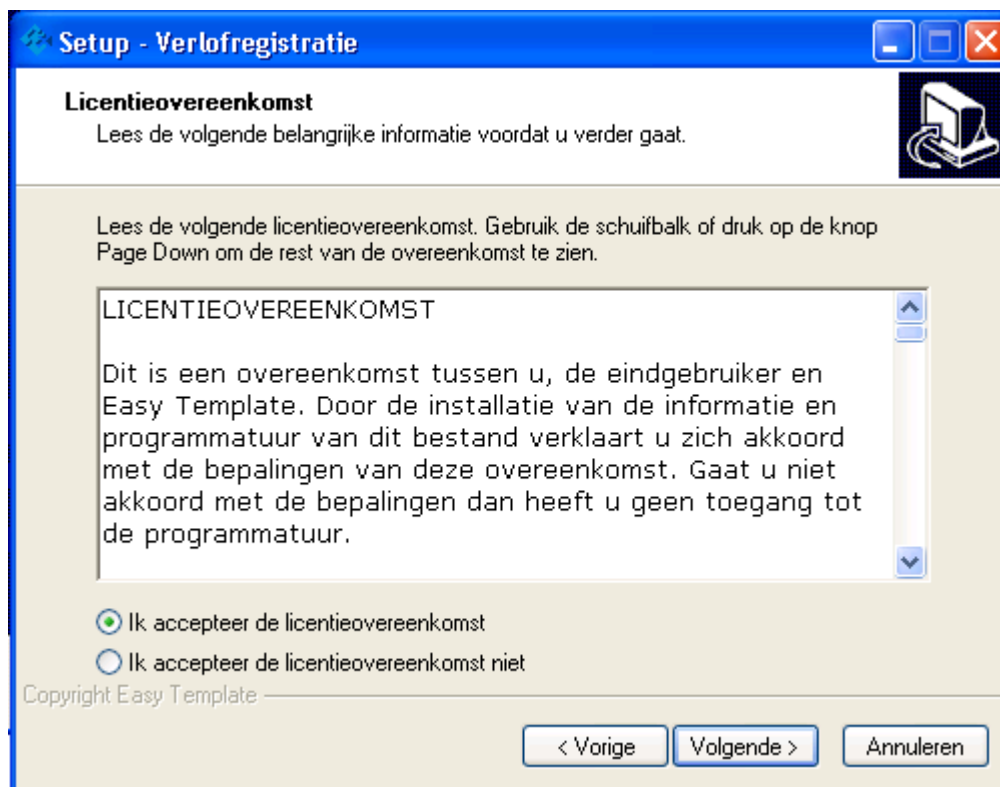 Setup - Verlofregistratie
Licentieovereenkomst
Lees de volgende belangrijke informatie voordat u verder gaat.
Lees de volgende licentieovereenkomst. Gebruik de schuifbalk of druk op de knop
Page Down om de rest van de overeenkomst te zien.
LICENTIEOVEREENKOMST
Dit is een overeenkomst tussen u, de eindgebruiker en
Easy Template. Door de installatie van de informatie en
programmatuur van dit bestand verklaart u zich akkoord
met de bepalingen van deze overeenkomst. Gaat u niet
akkoord met de bepalingen dan heeft u geen toegang tot
de programmatuur.
Ik accepteer de licentieovereenkomst
Ik accepteer de licentieovereenkomst niet
Copyright Easy Template
< Vorige Volgende > Annuleren